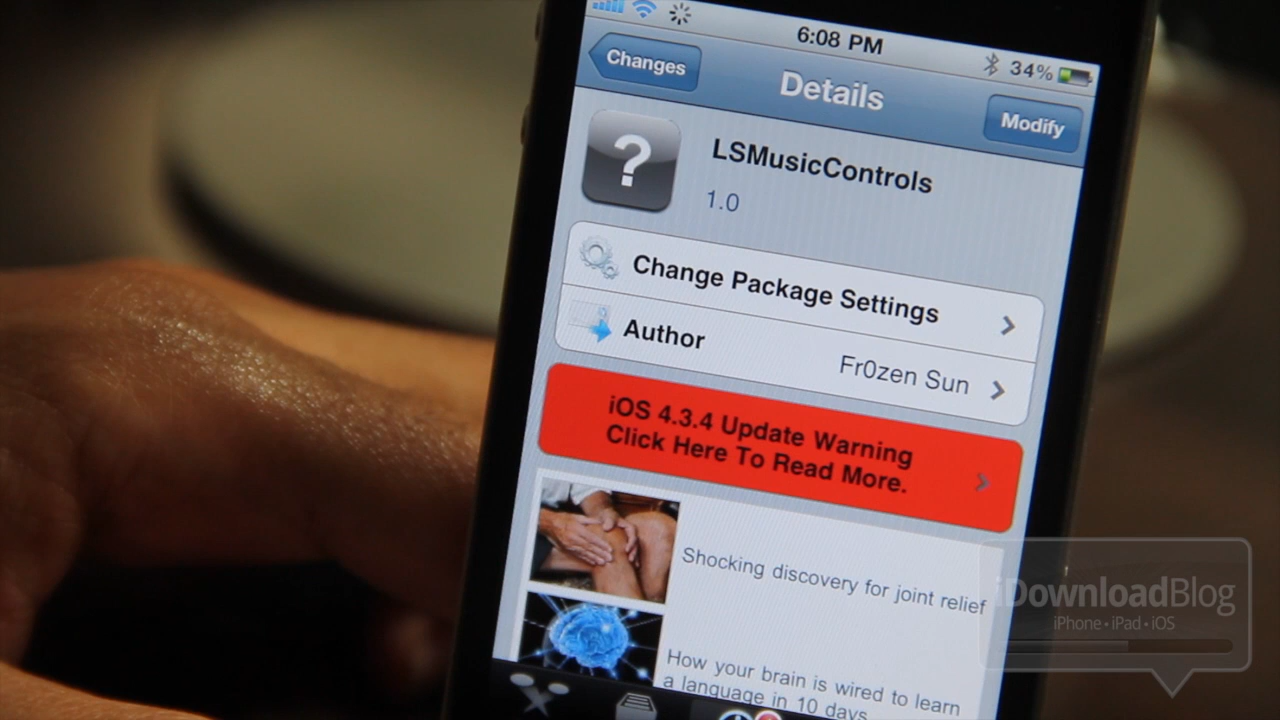 6:08 PM
34%
Changes
Details
Modify
?
LSMusicControls
1.0
Change Package Settings
Author
Fr0zen Sun
iOS 4.3.4 Update Warning
Click Here To Read More.
Shocking discovery for joint relief
How your brain is wired to learn
a language in 10 days
iDownloadBlog
iPhone • iPad • iOS